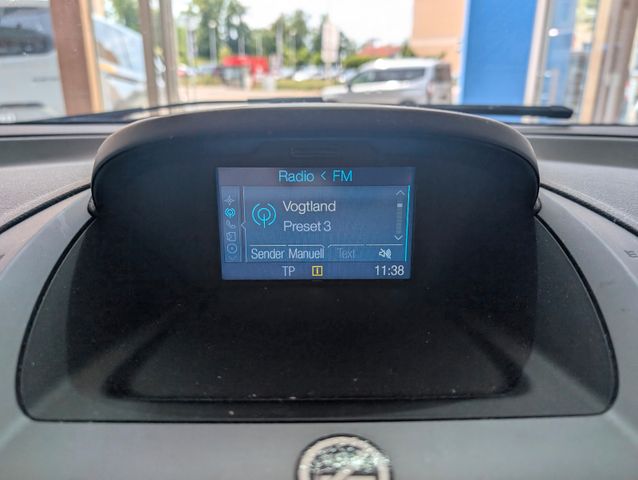 Radio < FM
Vogtland
Preset 3
Sender Manuell Text
TP i 11:38
E